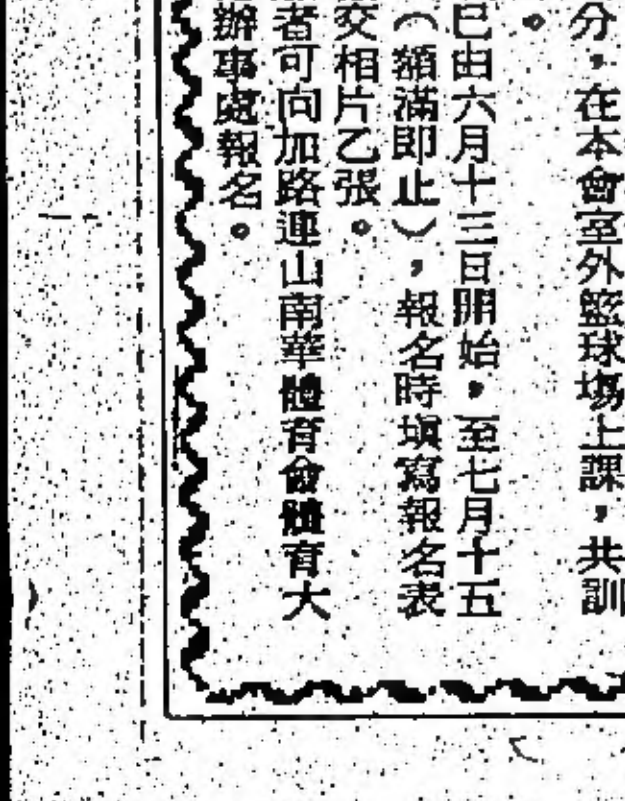 分，在本會室外籃球場上課，共訓
。
已由六月十三日開始，至七月十五
（額滿即止），報名時塡寫報名表
交相片乙張。
者可向加路連山南華體育會體育大
辦事處報名。